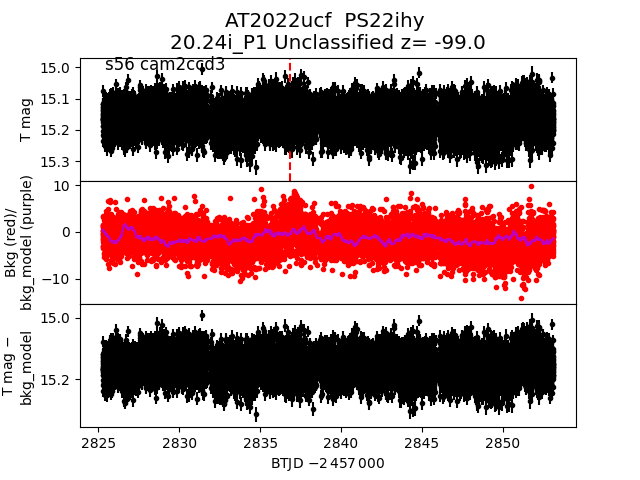 AT2022ucf  PS22ihy
20.24i_P1 Unclassified z= -99.0
s56 cam2ccd3
15.0
15.1
15.2
15.3
T mag
10
0
−10
Bkg (red)/
bkg_model (purple)
15.0
15.2
T mag −
bkg_model
2825 2830 2835 2840 2845 2850
BTJD −2 457 000